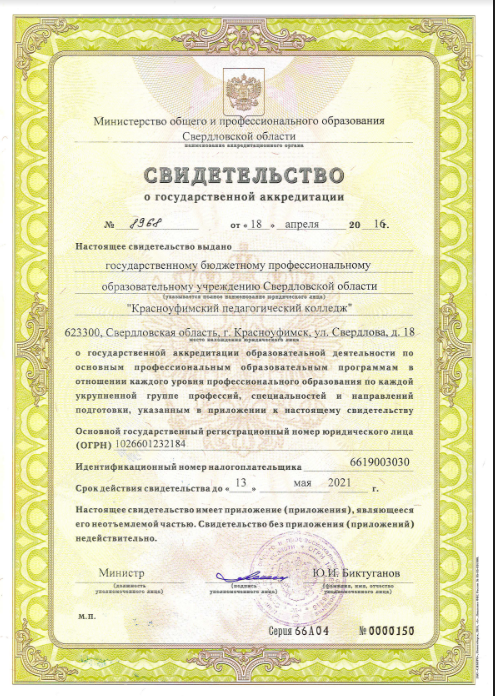 Министерство общего и профессионального образования
Свердловской области
наименование аккредитационного органа
СВИДЕТЕЛЬСТВО
о государственной аккредитации
№ 8968 от «18» апреля 2016г.
Настоящее свидетельство выдано
государственному бюджетному профессиональному
образовательному учреждению Свердловской области
(указывается полное наименование юридического лица)
"Красноуфимский педагогический колледж"
623300, Свердловская область, г. Красноуфимск, ул. Свердлова, д. 18
место нахождения юридического лица
о государственной аккредитации образовательной деятельности по
основным профессиональным образовательным программам в
отношении каждого уровня профессионального образования по каждой
укрупненной группе профессий, специальностей и направлений
подготовки, указанным в приложении к настоящему свидетельству
Основной государственный регистрационный номер юридического лица
(ОГРН) 1026601232184
Идентификационный номер налогоплательщика 6619003030
Срок действия свидетельства до «13» мая 2021 г.
Настоящее свидетельство имеет приложение (приложения), являющееся
его неотъемлемой частью. Свидетельство без приложения (приложений)
недействительно.
Министр Ю.И. Биктуганов
(должность уполномоченного лица) (подпись уполномоченного лица) (фамилия, имя, отчество уполномоченного лица)
М.П.
Серия 66А04 № 0000150